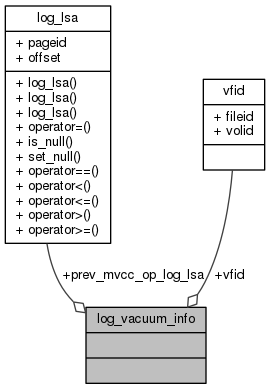 log_lsa
+ pageid
+ offset
+ log_lsa()
+ log_lsa()
+ log_lsa()
+ operator=()
+ is_null()
+ set_null()
+ operator==()
+ operator<()
+ operator<=()
+ operator>()
+ operator>=()
vfid
+ fileid
+ volid
+prev_mvcc_op_log_lsa
+vfid
log_vacuum_info